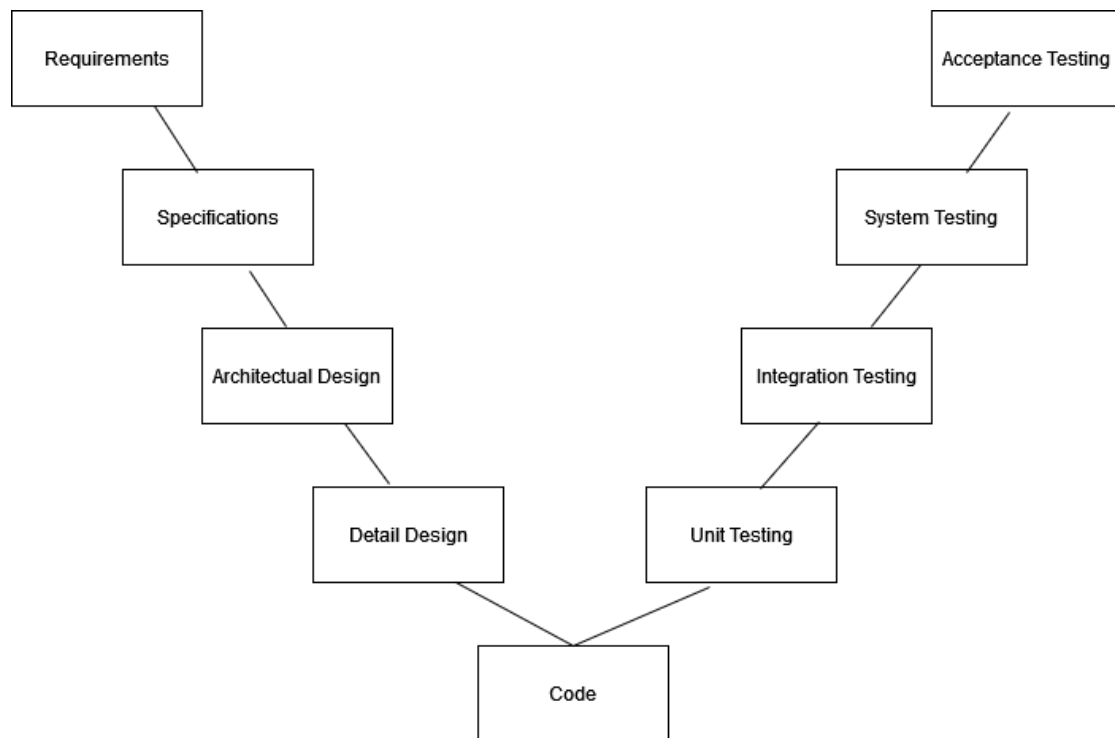 Requirements
Acceptance Testing
Specifications
System Testing
Architectual Design
Integration Testing
Detail Design
Unit Testing
Code